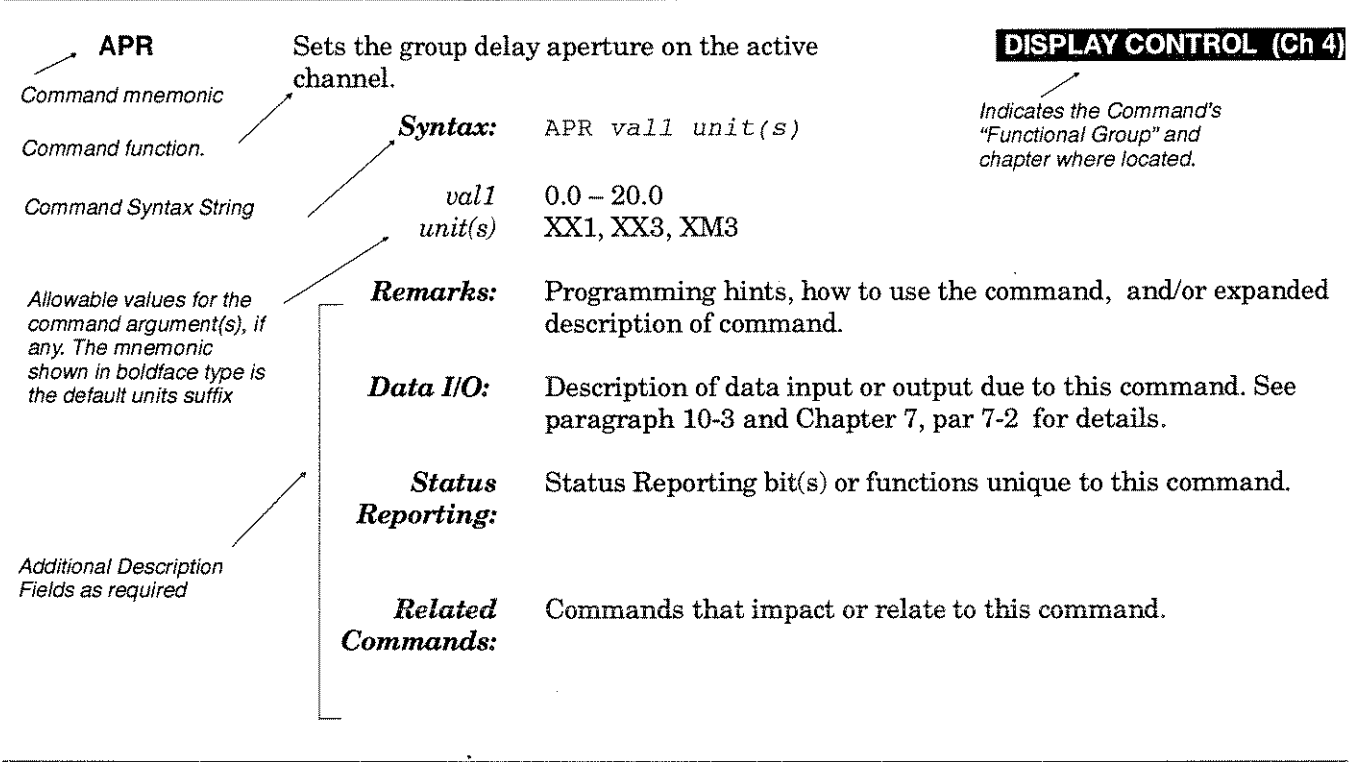 APR
Sets the group delay aperture on the active
channel.
DISPLAY CONTROL (Ch 4)
Command mnemonic
Command function.
Indicates the Command's
"Functional Group" and
chapter where located.
Syntax: APR val1 unit(s)
Command Syntax String
val1 0.0 – 20.0
unit(s) XX1, XX3, XM3
Allowable values for the
command argument(s), if
any. The mnemonic
shown in boldface type is
the default units suffix
Remarks: Programming hints, how to use the command, and/or expanded
description of command.
Data I/O: Description of data input or output due to this command. See
paragraph 10-3 and Chapter 7, par 7-2 for details.
Status
Reporting:
Status Reporting bit(s) or functions unique to this command.
Additional Description
Fields as required
Related
Commands:
Commands that impact or relate to this command.